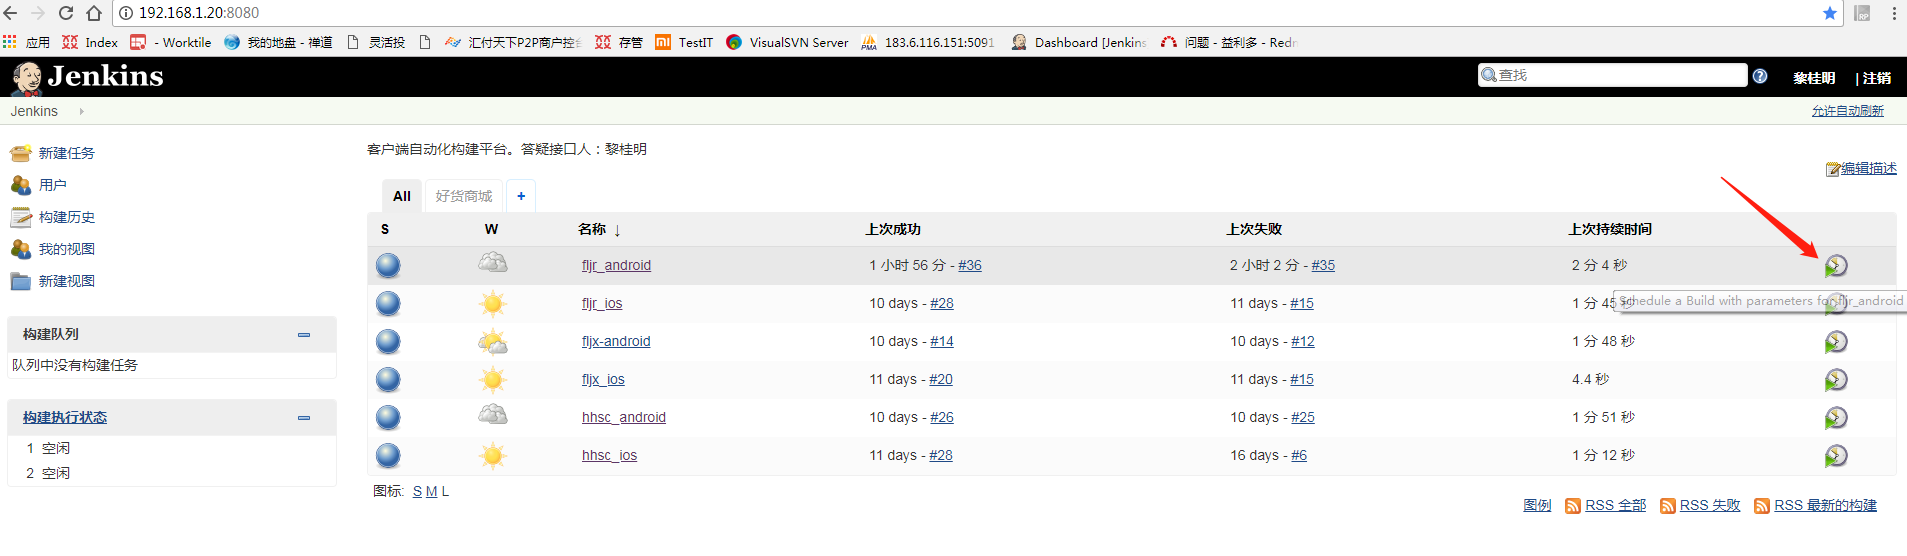 192.168.1.20:8080
应用 Index - Worktile 我的地盘 - 禅道 灵活投 汇付天下P2P商户控台 存管 TestIT VisualSVN Server 183.6.116.151:5091 Dashboard [Jenkins 问题 - 益利多 - Redm
Jenkins 查找 黎桂明 | 注销
Jenkins 允许自动刷新
新建任务
用户
构建历史
我的视图
新建视图
构建队列
队列中没有构建任务
构建执行状态
1 空闲
2 空闲
客户端自动化构建平台。答疑接口人：黎桂明
编辑描述
All 好货商城 +
S W 名称 ↓ 上次成功 上次失败 上次持续时间
fljr_android 1 小时 56 分 - #36 2 小时 2 分 - #35 2 分 4 秒
fljr_ios 10 days - #28 11 days - #15 1 分 45 秒
Schedule a Build with parameters for fljr_android
fljx-android 10 days - #14 10 days - #12 1 分 48 秒
fljx_ios 11 days - #20 11 days - #15 4.4 秒
hhsc_android 10 days - #26 10 days - #25 1 分 51 秒
hhsc_ios 11 days - #28 16 days - #6 1 分 12 秒
图标: S M L
图例 RSS 全部 RSS 失败 RSS 最新的构建